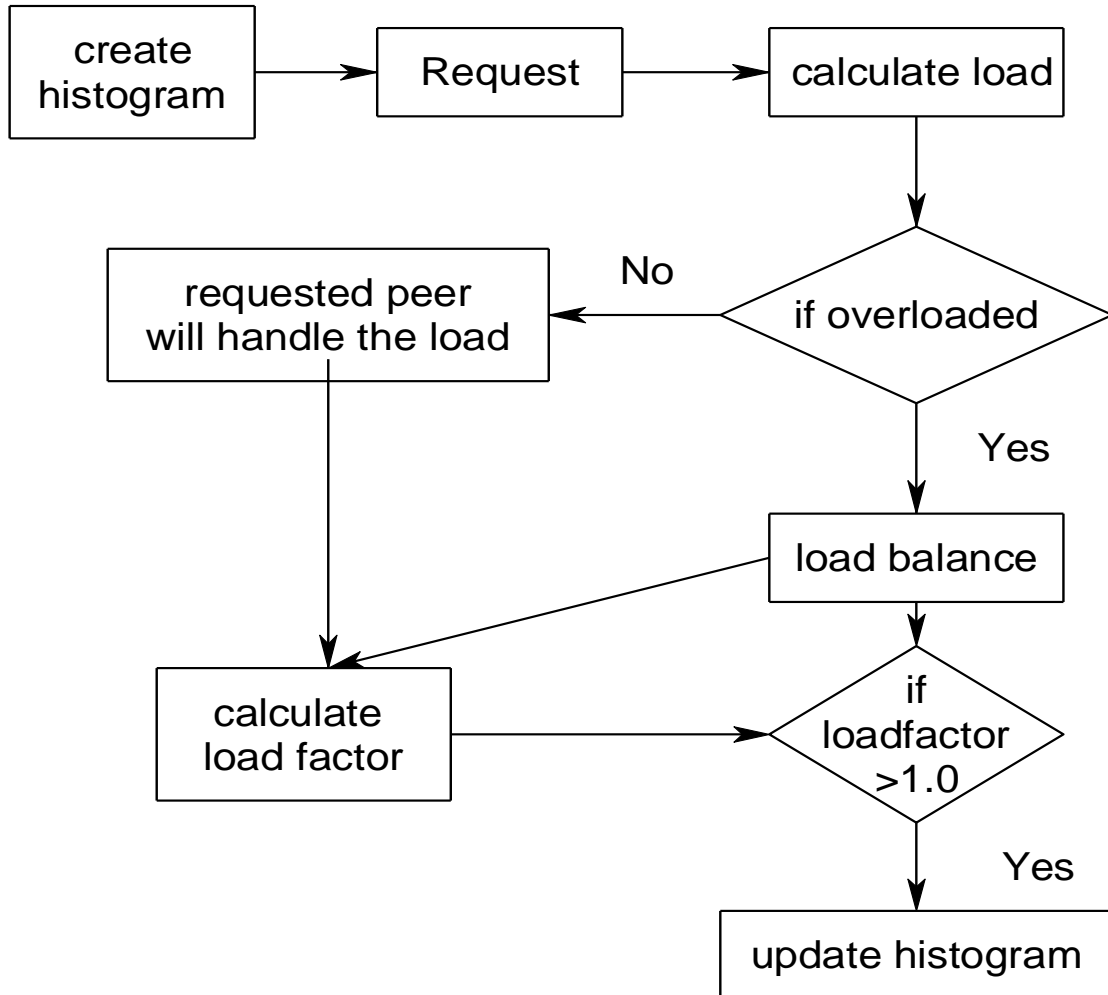 create
histogram
Request
calculate load
No
requested peer
will handle the load
if overloaded
Yes
load balance
calculate
load factor
if
loadfactor
>1.0
Yes
update histogram